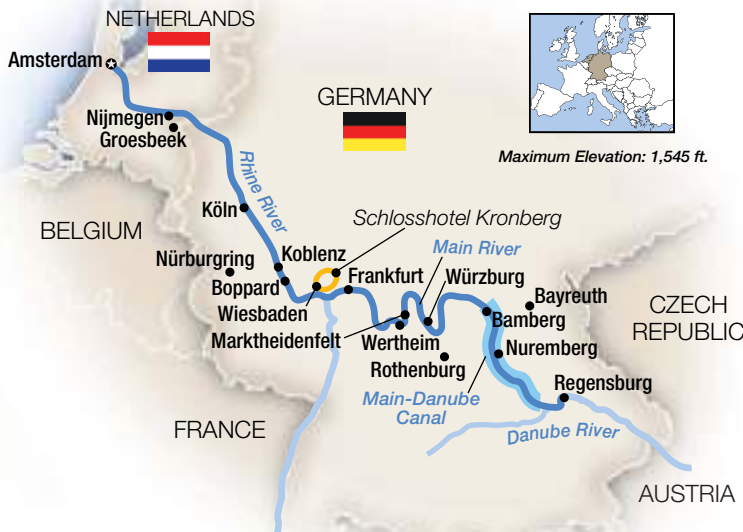 NETHERLANDS
Amsterdam
GERMANY
Nijmegen
Groesbeek
Maximum Elevation: 1,545 ft.
Rhine River
Köln
BELGIUM
Schlosshotel Kronberg
Main River
Nürburgring
Koblenz
Boppard
Frankfurt
Würzburg
Wiesbaden
Bayreuth
CZECH
REPUBLIC
Bamberg
Marktheidenfelt
Wertheim
Nuremberg
Rothenburg
Regensburg
Main-Danube
Canal
FRANCE
Danube River
AUSTRIA